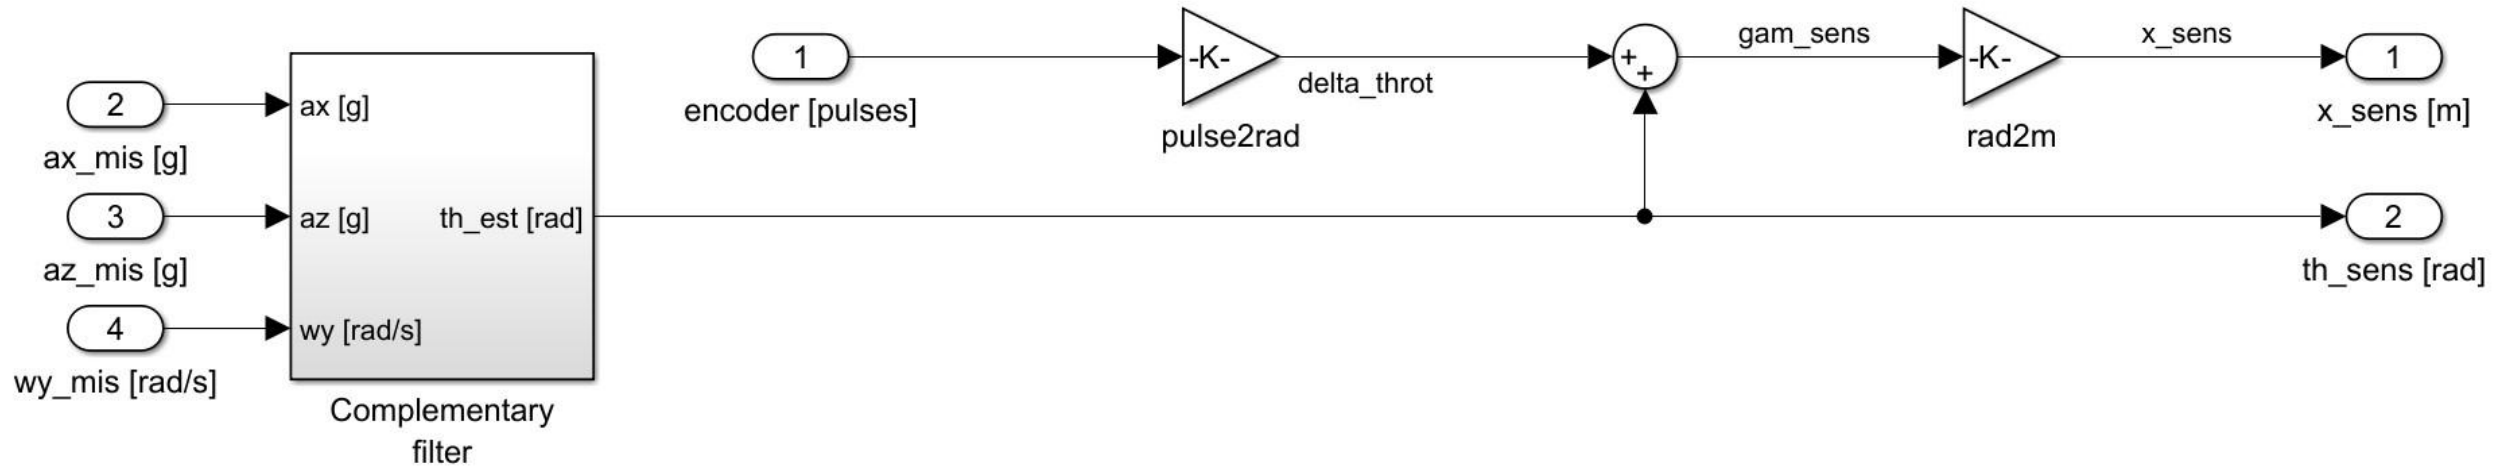 2
ax_mis [g]
3
az_mis [g]
4
wy_mis [rad/s]
ax [g]
az [g]
th_est [rad]
wy [rad/s]
Complementary
filter
1
encoder [pulses]
-K-
pulse2rad
delta_throt
+
+
gam_sens
-K-
rad2m
x_sens
1
x_sens [m]
2
th_sens [rad]